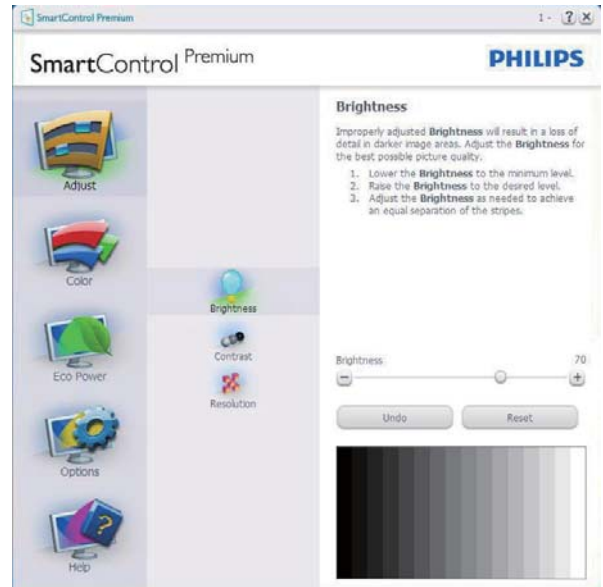 SmartControl Premium
1 - ? X
SmartControl Premium
PHILIPS
Adjust
Color
Eco Power
Options
Help
Brightness
Contrast
Resolution
Brightness
Improperly adjusted Brightness will result in a loss of
detail in darker image areas. Adjust the Brightness for
the best possible picture quality.
1. Lower the Brightness to the minimum level.
2. Raise the Brightness to the desired level.
3. Adjust the Brightness as needed to achieve
an equal separation of the stripes.
Brightness 70
Undo Reset